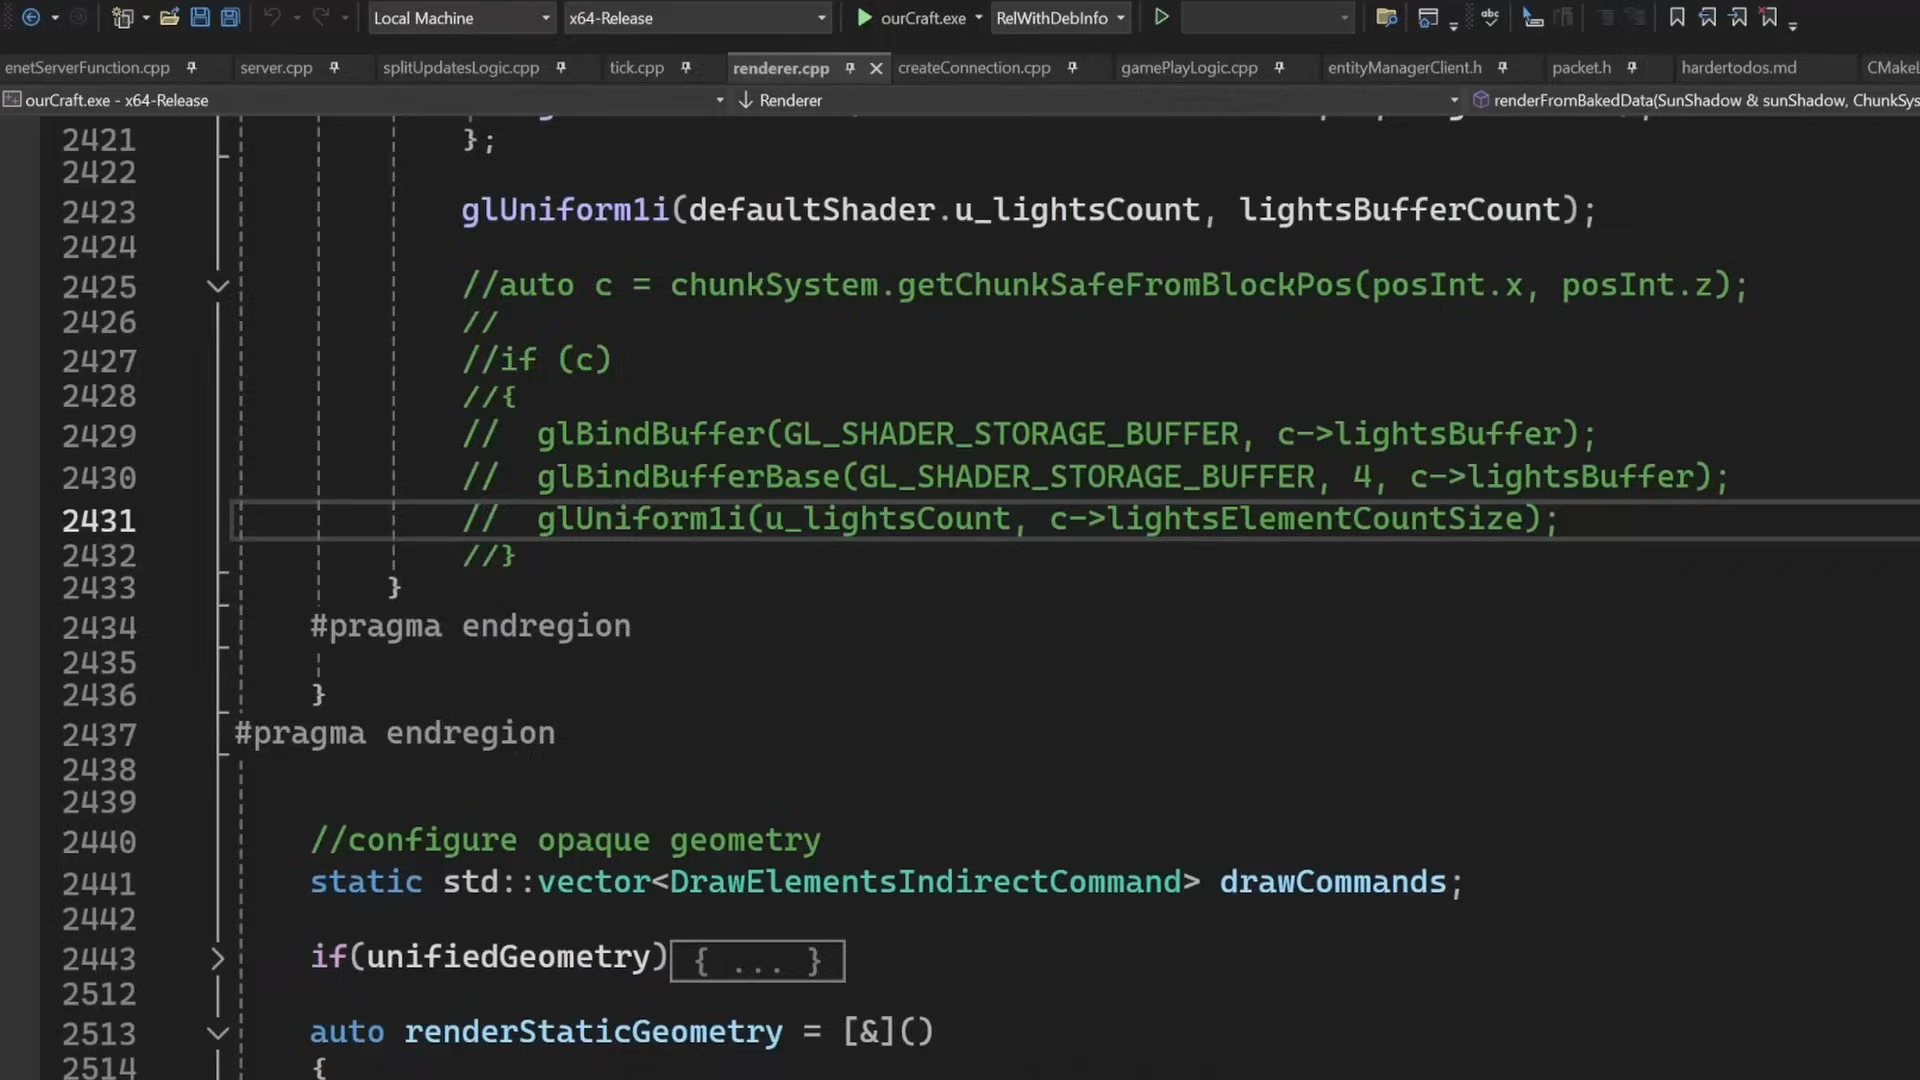 Local Machine x64-Release ourCraft.exe RelWithDebInfo abc
enetServerFunction.cpp server.cpp splitUpdatesLogic.cpp tick.cpp renderer.cpp createConnection.cpp gamePlayLogic.cpp entityManagerClient.h packet.h hardertodos.md CMakeL
ourCraft.exe - x64-Release Renderer renderFromBakedData(SunShadow & sunShadow, ChunkSys
2421 };
2422
2423 glUniform1i(defaultShader.u_lightsCount, lightsBufferCount);
2424
2425 //auto c = chunkSystem.getChunkSafeFromBlockPos(posInt.x, posInt.z);
2426 //
2427 //if (c)
2428 //{
2429 // glBindBuffer(GL_SHADER_STORAGE_BUFFER, c->lightsBuffer);
2430 // glBindBufferBase(GL_SHADER_STORAGE_BUFFER, 4, c->lightsBuffer);
2431 // glUniform1i(u_lightsCount, c->lightsElementCountSize);
2432 //}
2433 }
2434 #pragma endregion
2435
2436 }
2437 #pragma endregion
2438
2439
2440 //configure opaque geometry
2441 static std::vector<DrawElementsIndirectCommand> drawCommands;
2442
2443 if(unifiedGeometry){ ... }
2512
2513 auto renderStaticGeometry = [&]()
2514 {